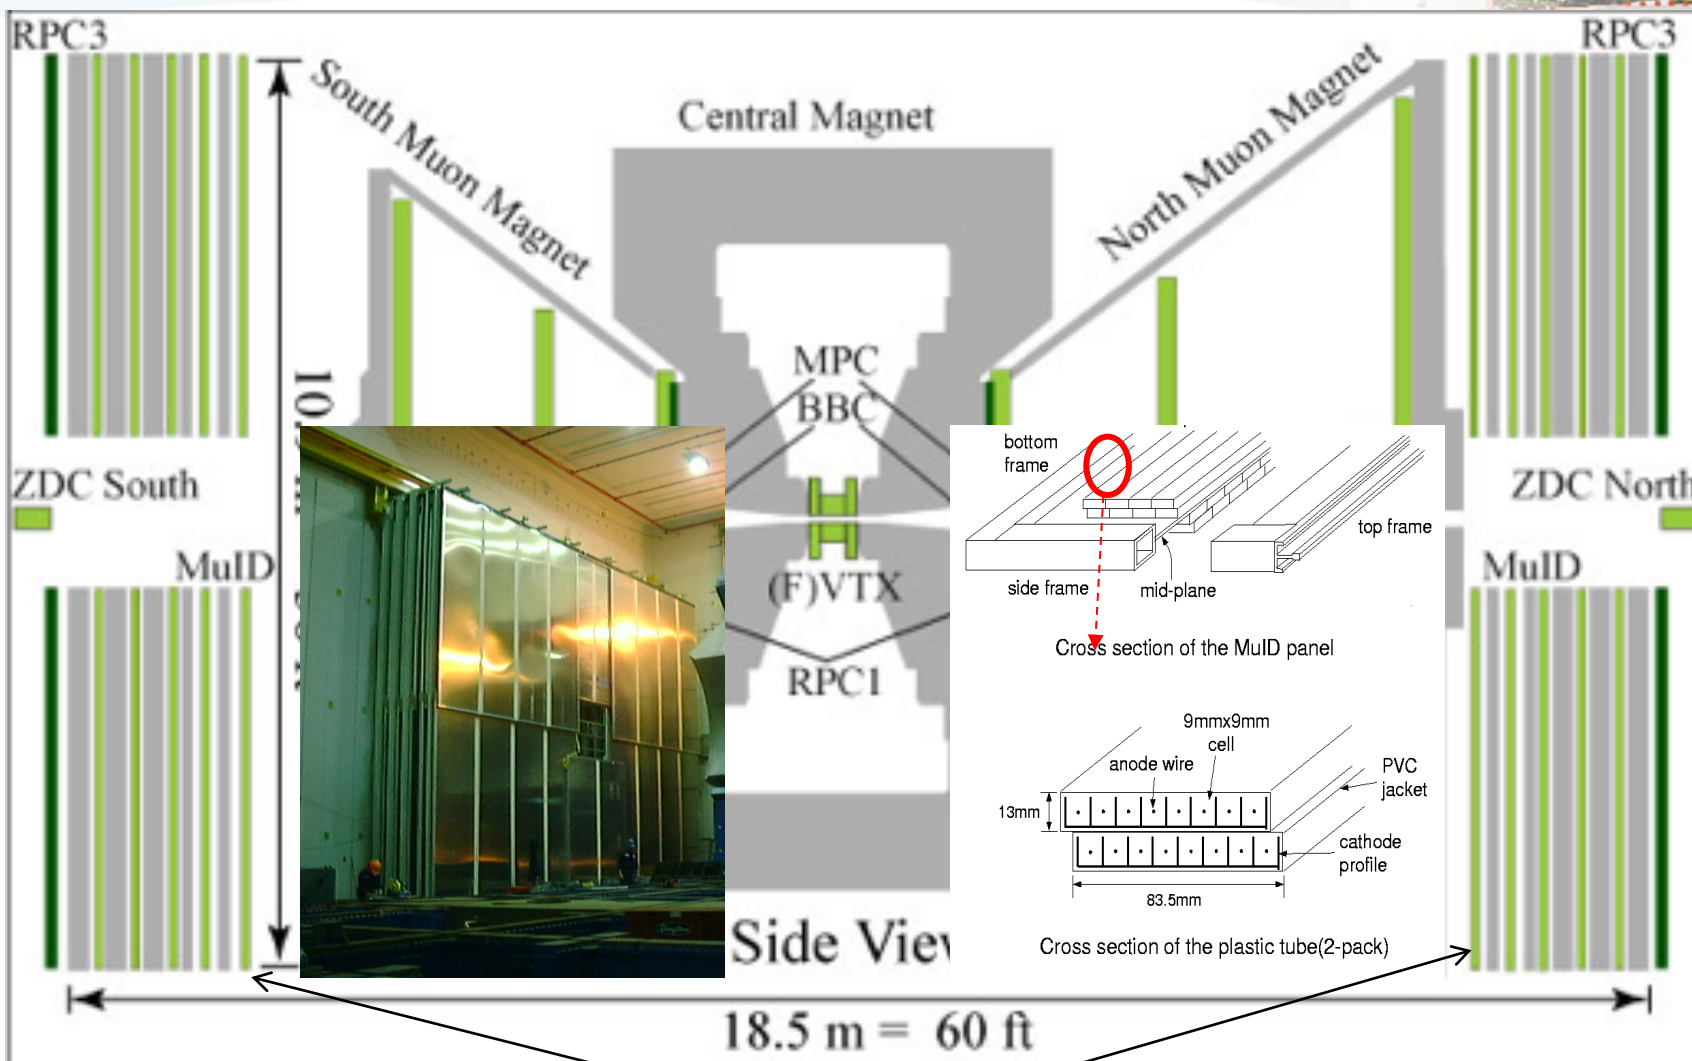 RPC3
RPC3
South Muon Magnet
Central Magnet
North Muon Magnet
MPC
BBC
10
ZDC South
ZDC North
MuID
MuID
(F)VTX
RPC1
bottom
frame
top frame
side frame
mid-plane
Cross section of the MuID panel
9mmx9mm
cell
anode wire
PVC
jacket
13mm
cathode
profile
83.5mm
Cross section of the plastic tube(2-pack)
Side View
18.5 m = 60 ft